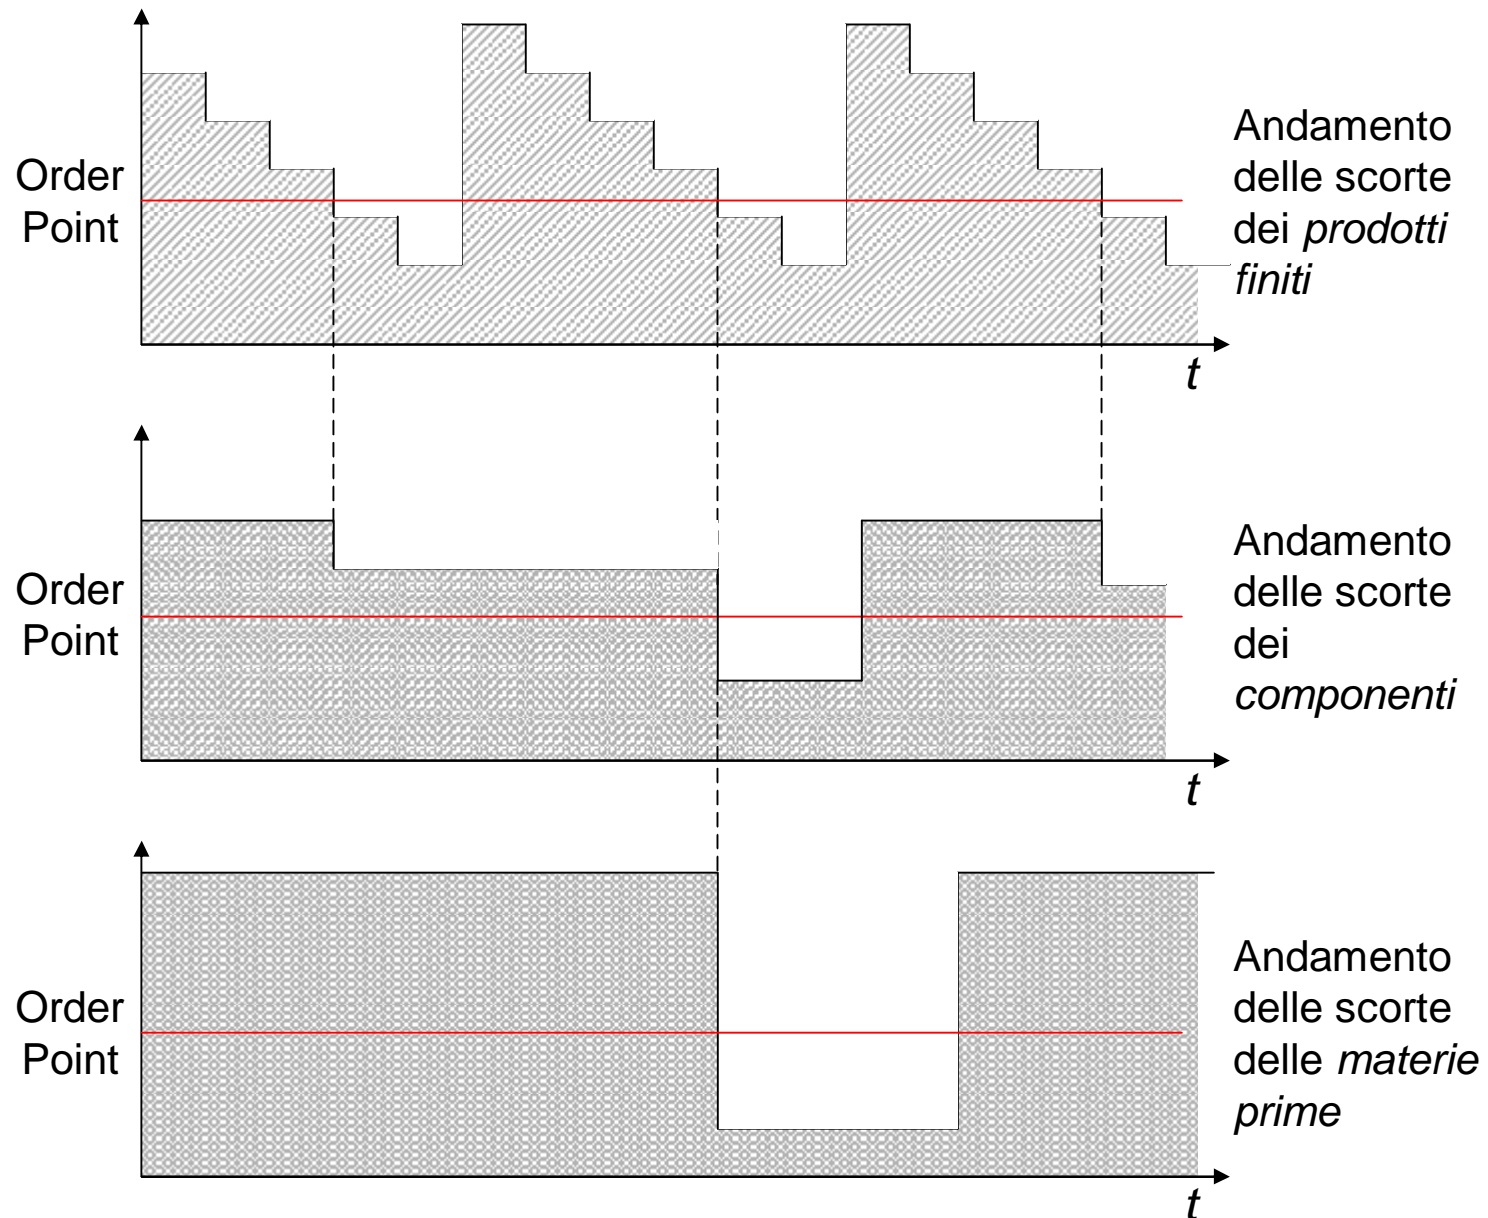 Order
Point
Andamento
delle scorte
dei prodotti
finiti
t
Order
Point
Andamento
delle scorte
dei
componenti
t
Order
Point
Andamento
delle scorte
delle materie
prime
t